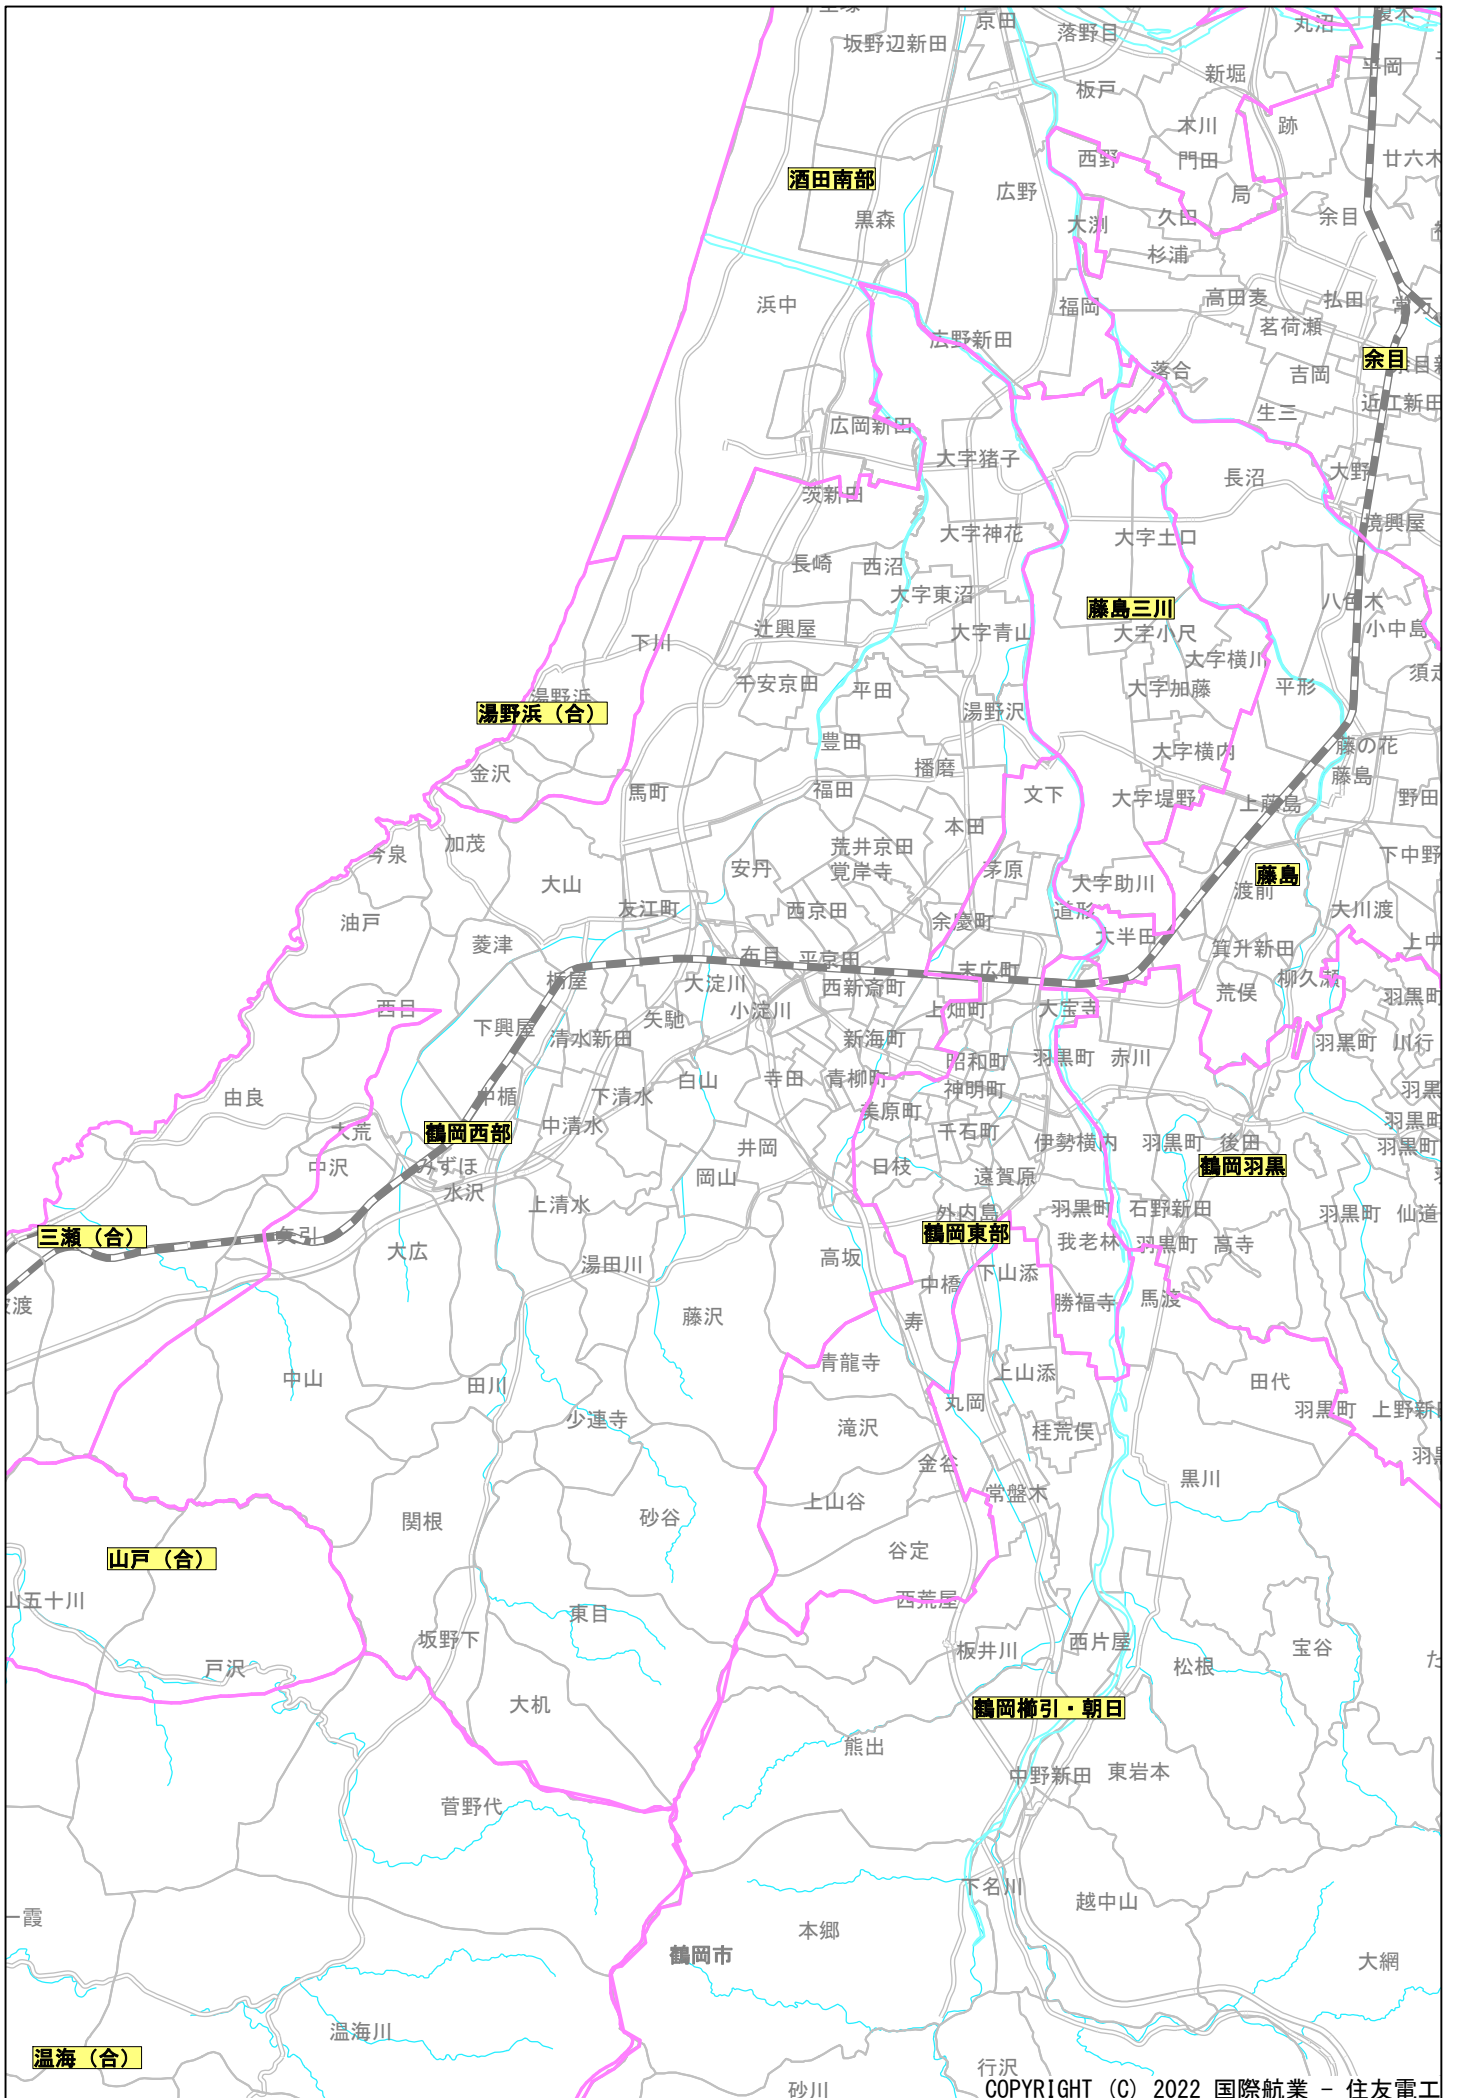 京田
落野目
丸沼
坂野辺新田
新堀
平岡
板戸
木川
跡
西野
門田
廿六木
酒田南部
広野
局
黒森
大渕
久田
余目
杉浦
高田麦
払田
常万
浜中
福岡
茗荷瀬
広野新田
余目
落合
吉岡
近江新田
生三
広岡新田
大字猪子
長沼
大野
茨新田
大字神花
大字土口
境興屋
長崎
西沼
大字東沼
藤島三川
八色木
辻興屋
大字青山
大字小尺
小中島
下川
大字横川
千安京田
平田
大字加藤
平形
湯野浜
湯野浜（合）
湯野沢
豊田
大字横内
藤の花
金沢
播磨
藤島
馬町
福田
文下
大字堤野
上藤島
野田
本田
加茂
荒井京田
今泉
覚岸寺
安丹
茅原
下中野
大山
大字助川
藤島
渡前
友江町
西京田
余慶町
道形
大川渡
油戸
菱津
大半田
箕升新田
布目
平京田
末広町
柳久瀬
栃屋
大淀川
西新斎町
荒俣
羽黒町
西目
小淀川
上畑町
大宝寺
下興屋
矢馳
清水新田
新海町
羽黒町 川行
昭和町
羽黒町
赤川
白山
寺田
青柳町
神明町
由良
中楯
下清水
美原町
羽黒町
大荒
鶴岡西部
中清水
千石町
井岡
伊勢横内
羽黒町 後田
羽黒町
中沢
みずほ
日枝
鶴岡羽黒
水沢
岡山
遠賀原
上清水
外内島
羽黒町 石野新田
羽黒町 仙道
三瀬（合）
矢引
鶴岡東部
我老林
羽黒町 高寺
大広
高坂
湯田川
中橋
下山添
勝福寺
馬渡
藤沢
寿
青龍寺
上山添
中山
田川
田代
丸岡
少連寺
羽黒町 上野新
滝沢
桂荒俣
金谷
黒川
上山谷
常盤木
関根
砂谷
谷定
山戸（合）
山五十川
西荒屋
東目
坂野下
西片屋
板井川
宝谷
戸沢
松根
大机
鶴岡櫛引・朝日
熊出
中野新田
東岩本
菅野代
下名川
越中山
一霞
本郷
鶴岡市
大網
温海川
温海（合）
行沢
砂川
COPYRIGHT (C) 2022 国際航業 - 住友電工